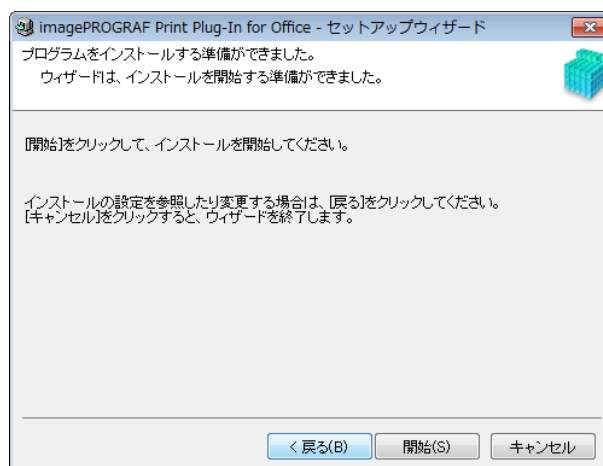 imagePROGRAF Print Plug-In for Office - セットアップウィザード
プログラムをインストールする準備ができました。
ウィザードは、インストールを開始する準備ができました。
[開始]をクリックして、インストールを開始してください。
インストールの設定を参照したり変更する場合は、[戻る]をクリックしてください。
[キャンセル]をクリックすると、ウィザードを終了します。
< 戻る(B) 開始(S) キャンセル